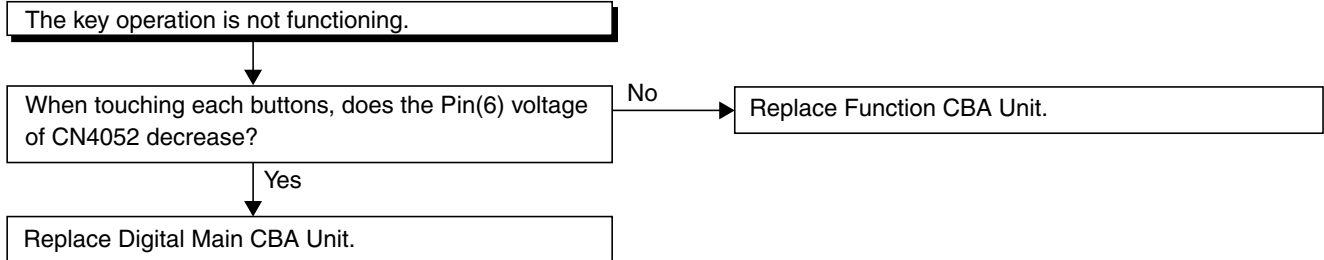 The key operation is not functioning.
When touching each buttons, does the Pin(6) voltage
of CN4052 decrease?
No
Replace Function CBA Unit.
Yes
Replace Digital Main CBA Unit.